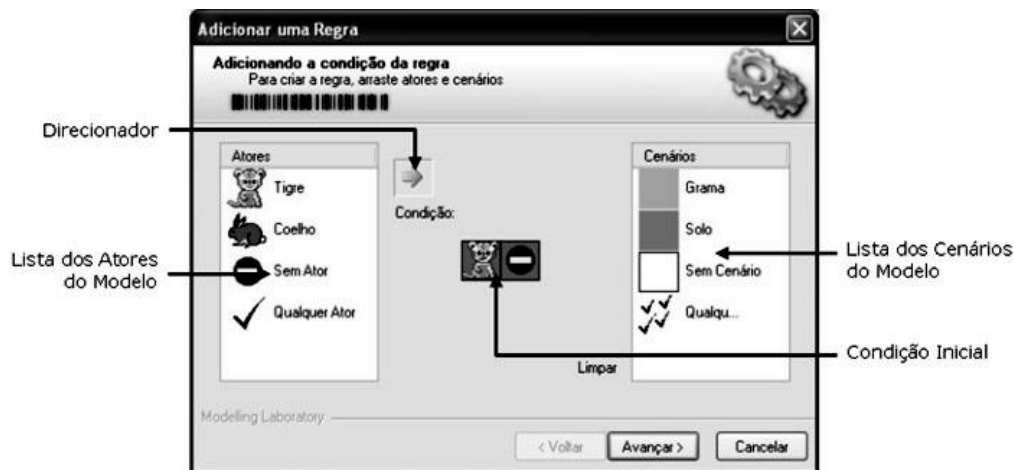 Adicionar uma Regra
Adicionando a condição da regra
Para criar a regra, arraste atores e cenários
Direcionador
Atores
Tigre
Coelho
Sem Ator
Qualquer Ator
Lista dos Atores
do Modelo
Condição:
Cenários
Grama
Solo
Sem Cenário
Qualqu...
Lista dos Cenários
do Modelo
Condição Inicial
Limpar
Modelling Laboratory
< Voltar
Avançar >
Cancelar